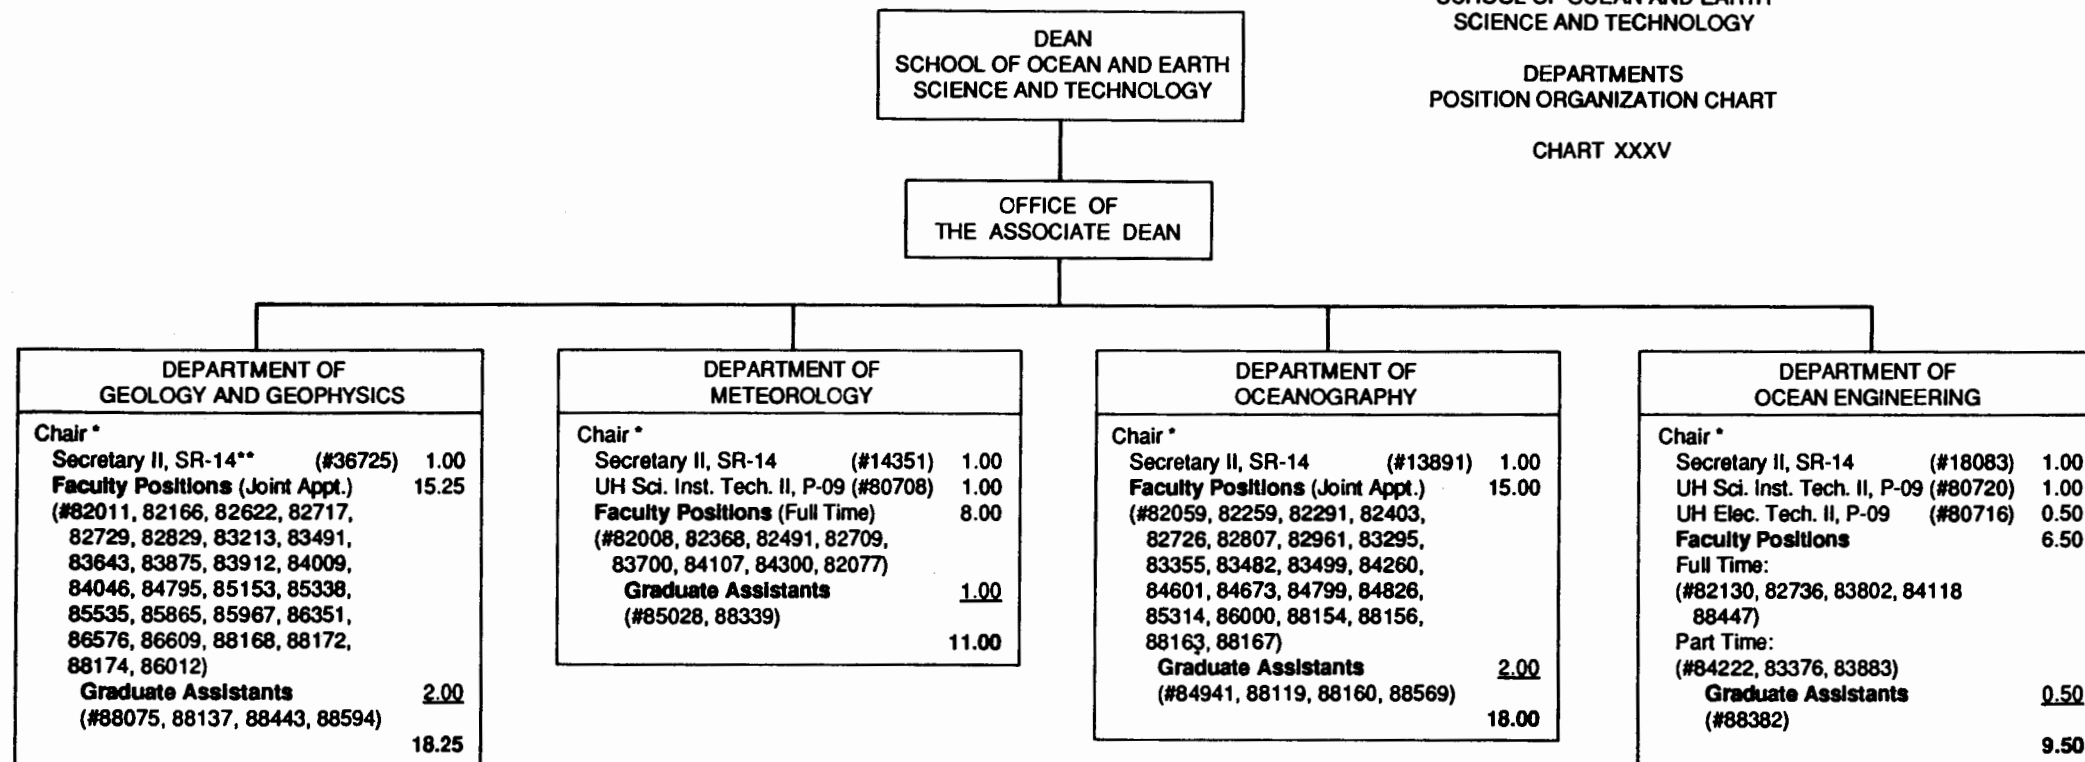 SCHOOL OF OCEAN AND EARTH
SCIENCE AND TECHNOLOGY
DEPARTMENTS
POSITION ORGANIZATION CHART
CHART XXXV
DEAN
SCHOOL OF OCEAN AND EARTH
SCIENCE AND TECHNOLOGY
OFFICE OF
THE ASSOCIATE DEAN
DEPARTMENT OF
GEOLOGY AND GEOPHYSICS
Chair *
Secretary II, SR-14** (#36725) 1.00
Faculty Positions (Joint Appt.) 15.25
(#82011, 82166, 82622, 82717,
82729, 82829, 83213, 83491,
83643, 83875, 83912, 84009,
84046, 84795, 85153, 85338,
85535, 85865, 85967, 86351,
86576, 86609, 88168, 88172,
88174, 86012)
Graduate Assistants 2.00
(#88075, 88137, 88443, 88594)
18.25
DEPARTMENT OF
METEOROLOGY
Chair *
Secretary II, SR-14 (#14351) 1.00
UH Sci. Inst. Tech. II, P-09 (#80708) 1.00
Faculty Positions (Full Time) 8.00
(#82008, 82368, 82491, 82709,
83700, 84107, 84300, 82077)
Graduate Assistants 1.00
(#85028, 88339)
11.00
DEPARTMENT OF
OCEANOGRAPHY
Chair *
Secretary II, SR-14 (#13891) 1.00
Faculty Positions (Joint Appt.) 15.00
(#82059, 82259, 82291, 82403,
82726, 82807, 82961, 83295,
83355, 83482, 83499, 84260,
84601, 84673, 84799, 84826,
85314, 86000, 88154, 88156,
88163, 88167)
Graduate Assistants 2.00
(#84941, 88119, 88160, 88569)
18.00
DEPARTMENT OF
OCEAN ENGINEERING
Chair *
Secretary II, SR-14 (#18083) 1.00
UH Sci. Inst. Tech. II, P-09 (#80720) 1.00
UH Elec. Tech. II, P-09 (#80716) 0.50
Faculty Positions 6.50
Full Time:
(#82130, 82736, 83802, 84118
88447)
Part Time:
(#84222, 83376, 83883)
Graduate Assistants 0.50
(#88382)
9.50